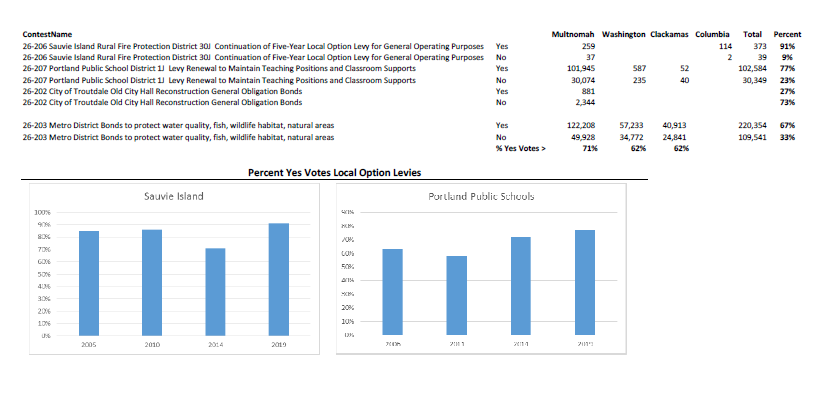 ContestName Multnomah Washington Clackamas Columbia Total Percent
26-206 Sauvie Island Rural Fire Protection District 30J Continuation of Five-Year Local Option Levy for General Operating Purposes Yes 259 114 373 91%
26-206 Sauvie Island Rural Fire Protection District 30J Continuation of Five-Year Local Option Levy for General Operating Purposes No 37 2 39 9%
26-207 Portland Public School District 1J Levy Renewal to Maintain Teaching Positions and Classroom Supports Yes 101,945 587 52 102,584 77%
26-207 Portland Public School District 1J Levy Renewal to Maintain Teaching Positions and Classroom Supports No 30,074 235 40 30,349 23%
26-202 City of Troutdale Old City Hall Reconstruction General Obligation Bonds Yes 881 27%
26-202 City of Troutdale Old City Hall Reconstruction General Obligation Bonds No 2,344 73%
26-203 Metro District Bonds to protect water quality, fish, wildlife habitat, natural areas Yes 122,208 57,233 40,913 220,354 67%
26-203 Metro District Bonds to protect water quality, fish, wildlife habitat, natural areas No 49,928 34,772 24,841 109,541 33%
% Yes Votes > 71% 62% 62%
Percent Yes Votes Local Option Levies
Sauvie Island
100%
90%
80%
70%
60%
50%
40%
30%
20%
10%
0%
2005 2010 2014 2019
Portland Public Schools
90%
80%
70%
60%
50%
40%
30%
20%
10%
0%
2006 2011 2014 2019